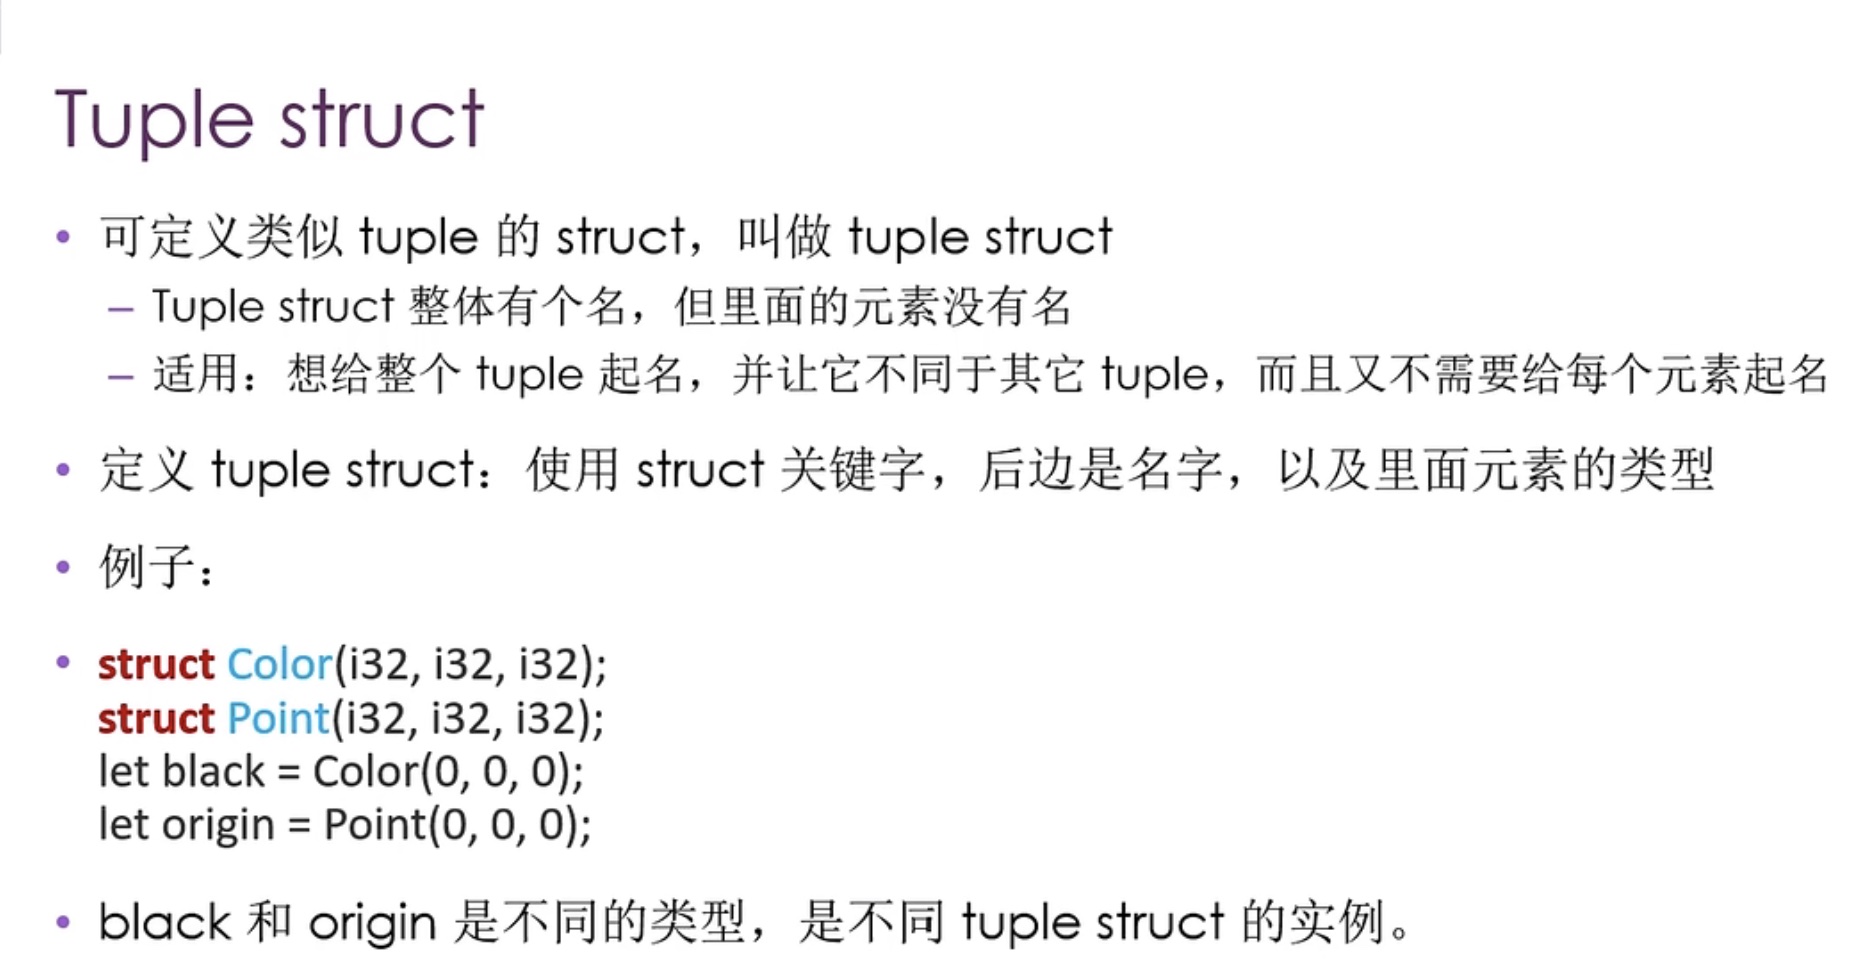 Tuple struct
• 可定义类似 tuple 的 struct，叫做 tuple struct
– Tuple struct 整体有个名，但里面的元素没有名
– 适用：想给整个 tuple 起名，并让它不同于其它 tuple，而且又不需要给每个元素起名
• 定义 tuple struct：使用 struct 关键字，后边是名字，以及里面元素的类型
• 例子：
• struct Color(i32, i32, i32);
struct Point(i32, i32, i32);
let black = Color(0, 0, 0);
let origin = Point(0, 0, 0);
• black 和 origin 是不同的类型，是不同 tuple struct 的实例。